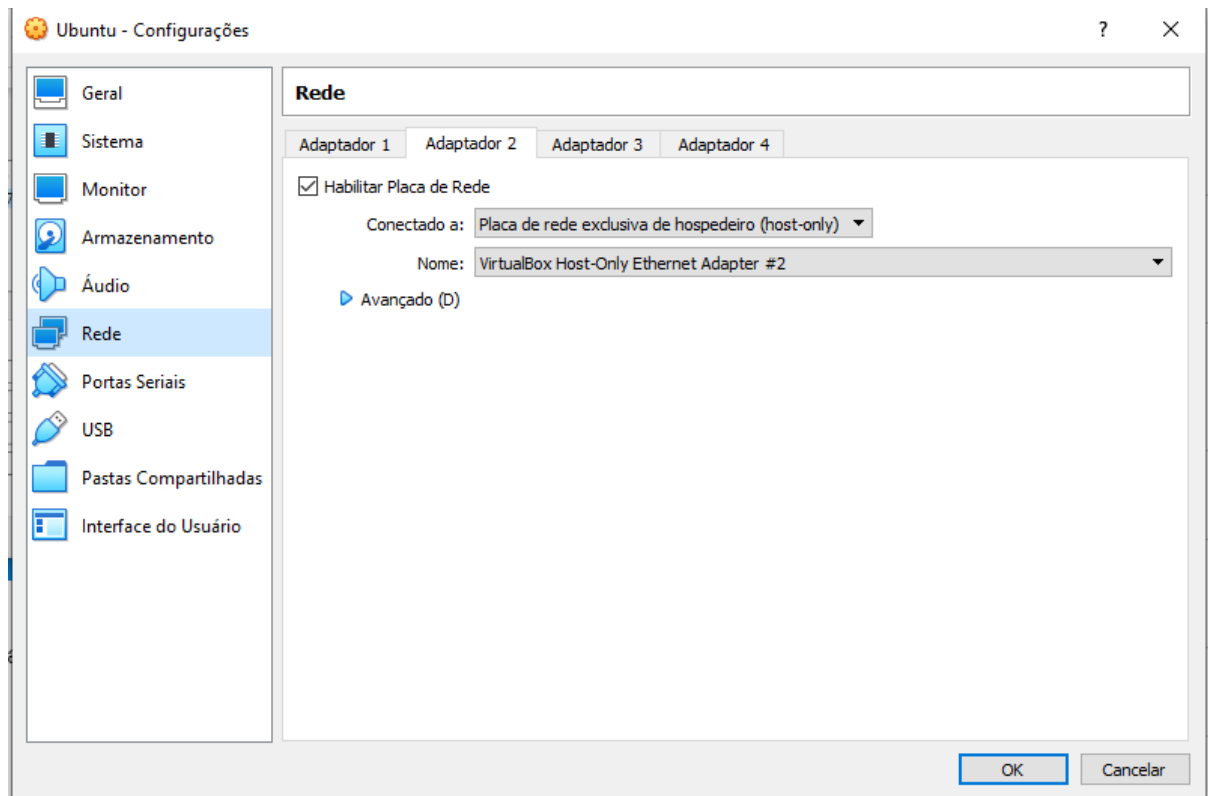 Ubuntu - Configurações
?
Geral
Sistema
Monitor
Armazenamento
Áudio
Rede
Portas Seriais
USB
Pastas Compartilhadas
Interface do Usuário
Rede
Adaptador 1 Adaptador 2 Adaptador 3 Adaptador 4
Habilitar Placa de Rede
Conectado a: Placa de rede exclusiva de hospedeiro (host-only)
Nome: VirtualBox Host-Only Ethernet Adapter #2
Avançado (D)
OK Cancelar